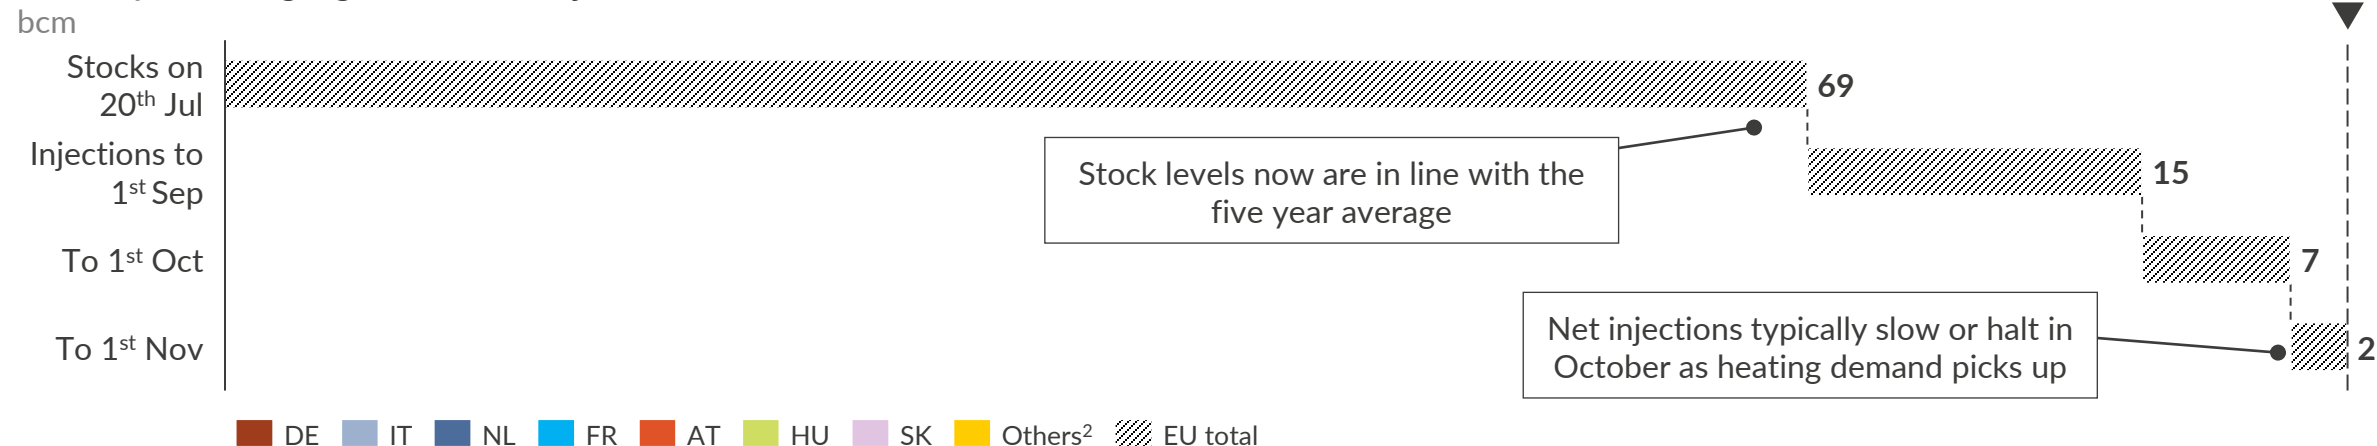 bcm
Stocks on
20th Jul
69
Injections to
1st Sep
15
Stock levels now are in line with the
five year average
To 1st Oct
7
Net injections typically slow or halt in
October as heating demand picks up
To 1st Nov
2
DE IT NL FR AT HU SK Others2 EU total